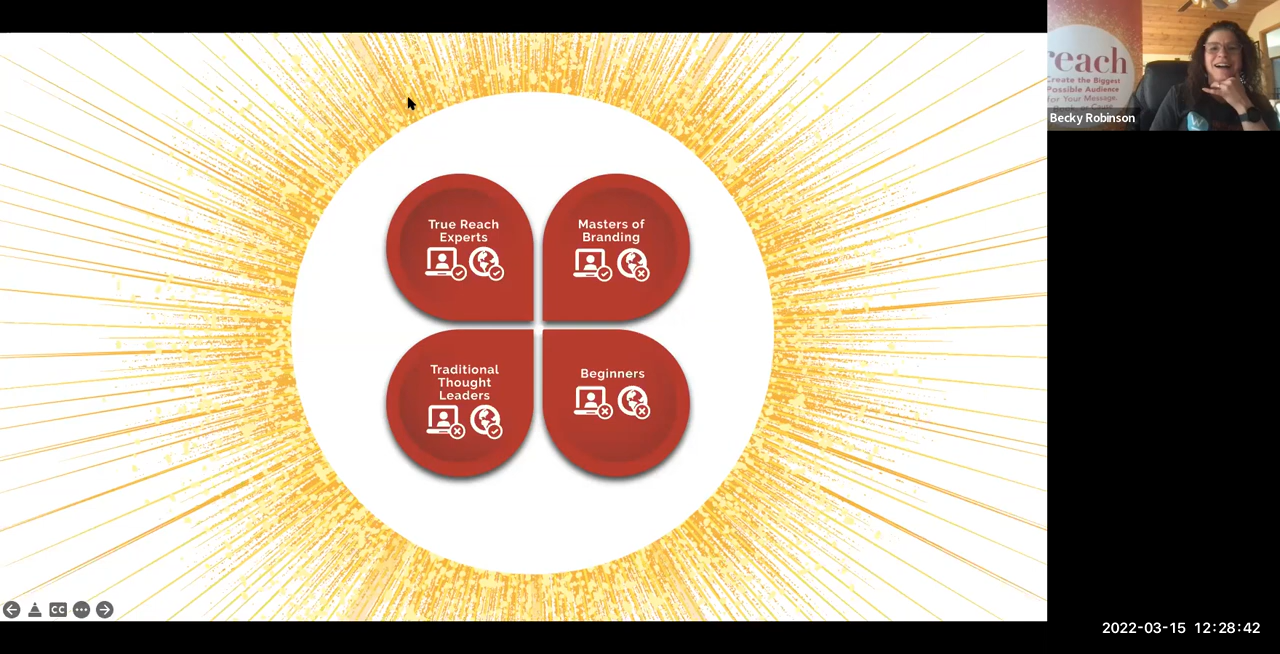 True Reach
Experts
Masters of
Branding
Traditional
Thought
Leaders
Beginners
CC
reach
Create the Biggest
Possible Audience
for Your Message,
Becky Robinson
2022-03-15 12:28:42